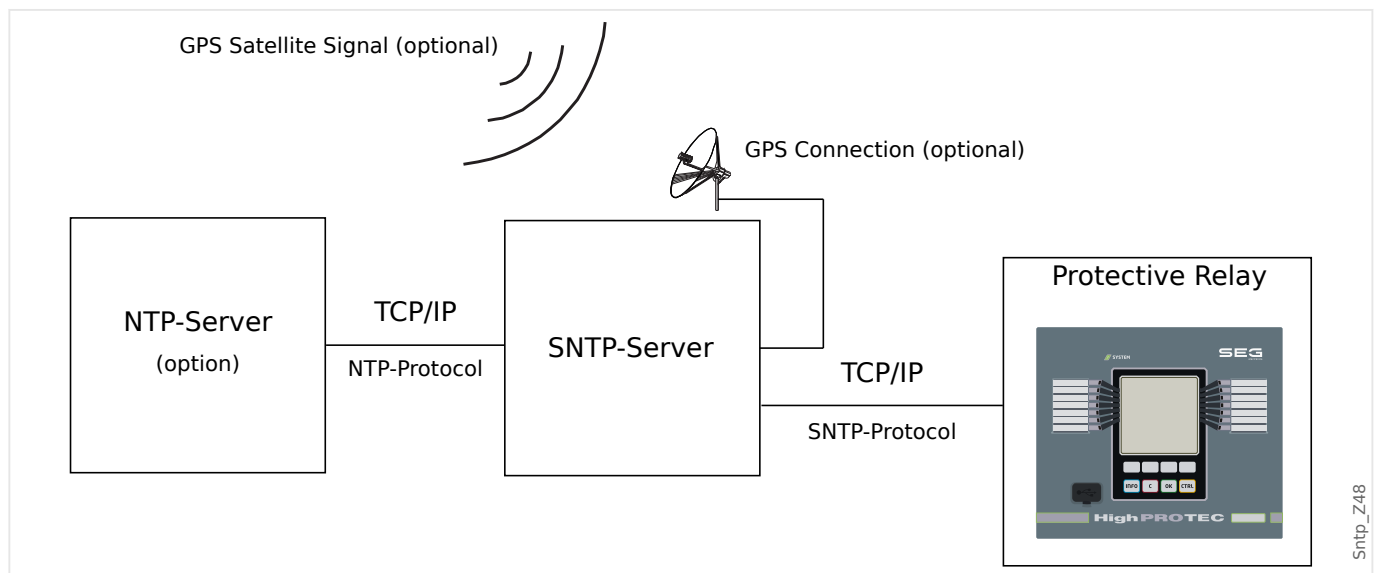 GPS Satellite Signal (optional)
GPS Connection (optional)
NTP-Server
(option)
TCP/IP
NTP-Protocol
SNTP-Server
TCP/IP
SNTP-Protocol
Protective Relay
SYSTEM
SEG
INFO
C
OK
CTRL
HighPROTEC
Sntp_Z48